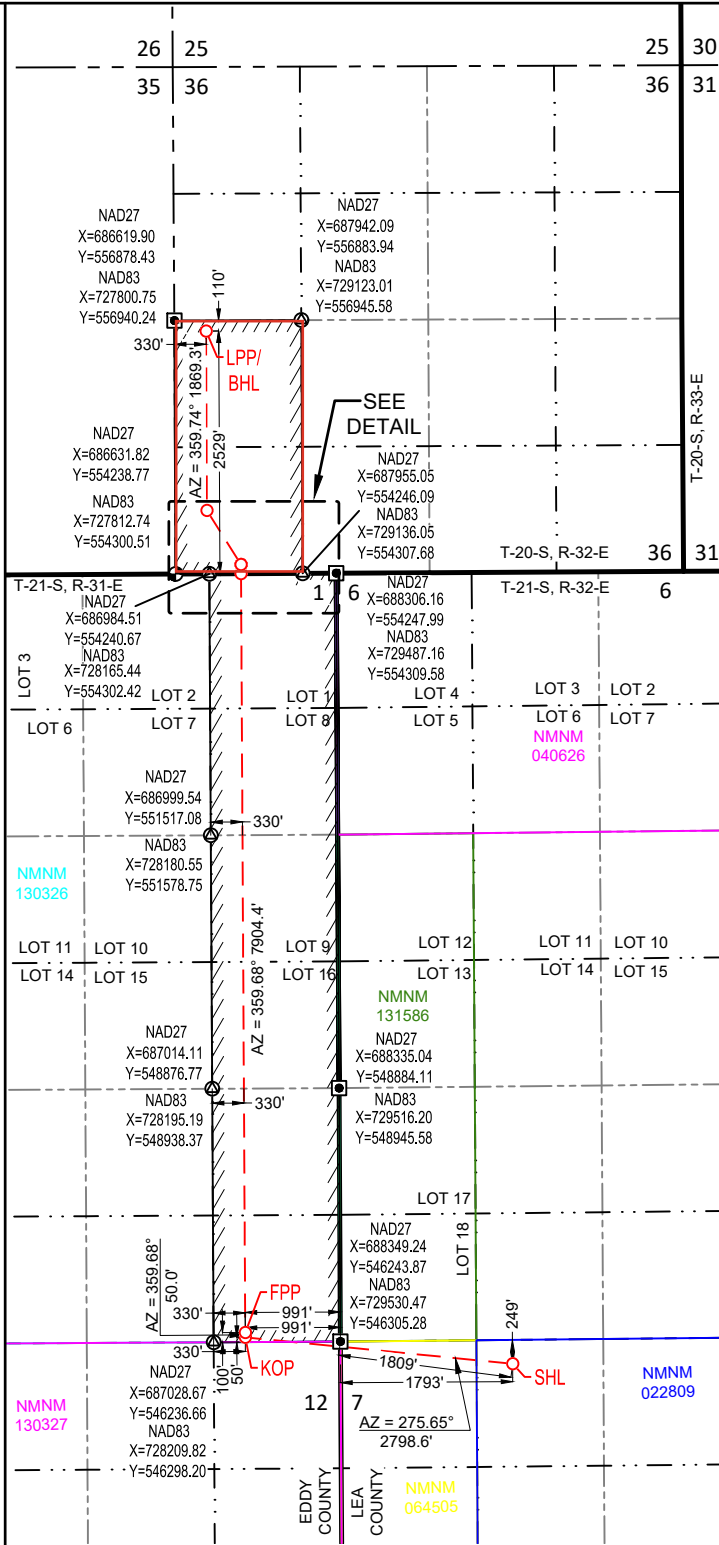 26 25
25 30
35 36
36 31
NAD27
X=686619.90
Y=556878.43
NAD83
X=727800.75
Y=556940.24
NAD27
X=687942.09
Y=556883.94
NAD83
X=729123.01
Y=556945.58
110'
330'
LPP/
BHL
AZ = 359.74° 1869.3'
2529'
SEE
DETAIL
T-20-S, R-33-E
NAD27
X=686631.82
Y=554238.77
NAD83
X=727812.74
Y=554300.51
NAD27
X=687955.05
Y=554246.09
NAD83
X=729136.05
Y=554307.68
T-20-S, R-32-E
36 31
T-21-S, R-31-E
1 6
T-21-S, R-32-E
6
NAD27
X=686984.51
Y=554240.67
NAD83
X=728165.44
Y=554302.42
NAD27
X=688306.16
Y=554247.99
NAD83
X=729487.16
Y=554309.58
LOT 3
LOT 2
LOT 1
LOT 4
LOT 3
LOT 2
LOT 6
LOT 7
LOT 8
LOT 5
LOT 6
LOT 7
NMNM
040626
NAD27
X=686999.54
Y=551517.08
NAD83
X=728180.55
Y=551578.75
330'
NMNM
130326
AZ = 359.68° 7904.4'
LOT 11
LOT 10
LOT 9
LOT 12
LOT 11
LOT 10
LOT 14
LOT 15
LOT 16
LOT 13
LOT 14
LOT 15
NMNM
131586
NAD27
X=687014.11
Y=548876.77
NAD83
X=728195.19
Y=548938.37
NAD27
X=688335.04
Y=548884.11
NAD83
X=729516.20
Y=548945.58
330'
LOT 17
LOT 18
NAD27
X=688349.24
Y=546243.87
NAD83
X=729530.47
Y=546305.28
AZ = 359.68°
50.0'
FPP
330'
991'
991'
330'
100'
50'
KOP
249'
1809'
1793'
SHL
NAD27
X=687028.67
Y=546236.66
NAD83
X=728209.82
Y=546298.20
NMNM
130327
12 7
AZ = 275.65°
2798.6'
NMNM
022809
EDDY
COUNTY
LEA
COUNTY
NMNM
064505